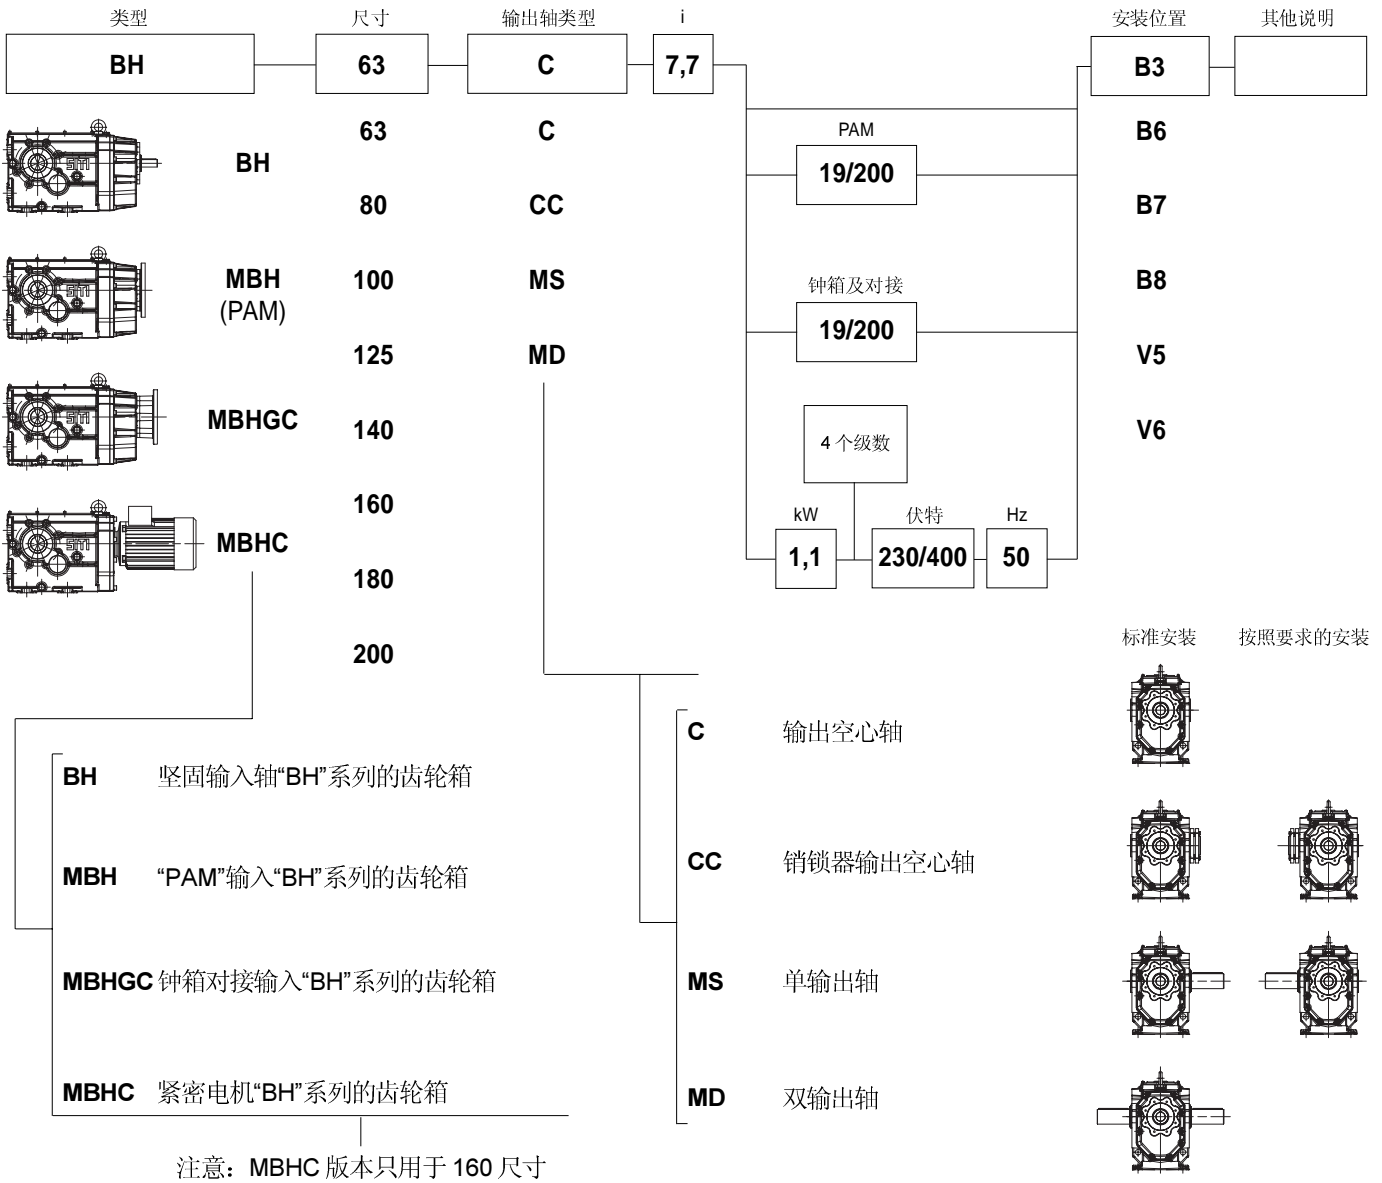 类型 尺寸 输出轴类型 i 安装位置 其他说明
BH 63 C 7,7 B3
63 C PAM B6
BH 19/200
80 CC B7
MBH 100 MS 钟箱及对接 B8
(PAM)
19/200
125 MD V5
MBHGC 140 4 个级数 V6
160
kW 伏特 Hz
MBHC 1,1 230/400 50
180
200
标准安装 按照要求的安装
C 输出空心轴
BH 坚固输入轴“BH”系列的齿轮箱
CC 销锁器输出空心轴
MBH “PAM”输入“BH”系列的齿轮箱
MBHGC 钟箱对接输入“BH”系列的齿轮箱
MS 单输出轴
MBHC 紧密电机“BH”系列的齿轮箱
MD 双输出轴
注意：MBHC 版本只用于 160 尺寸